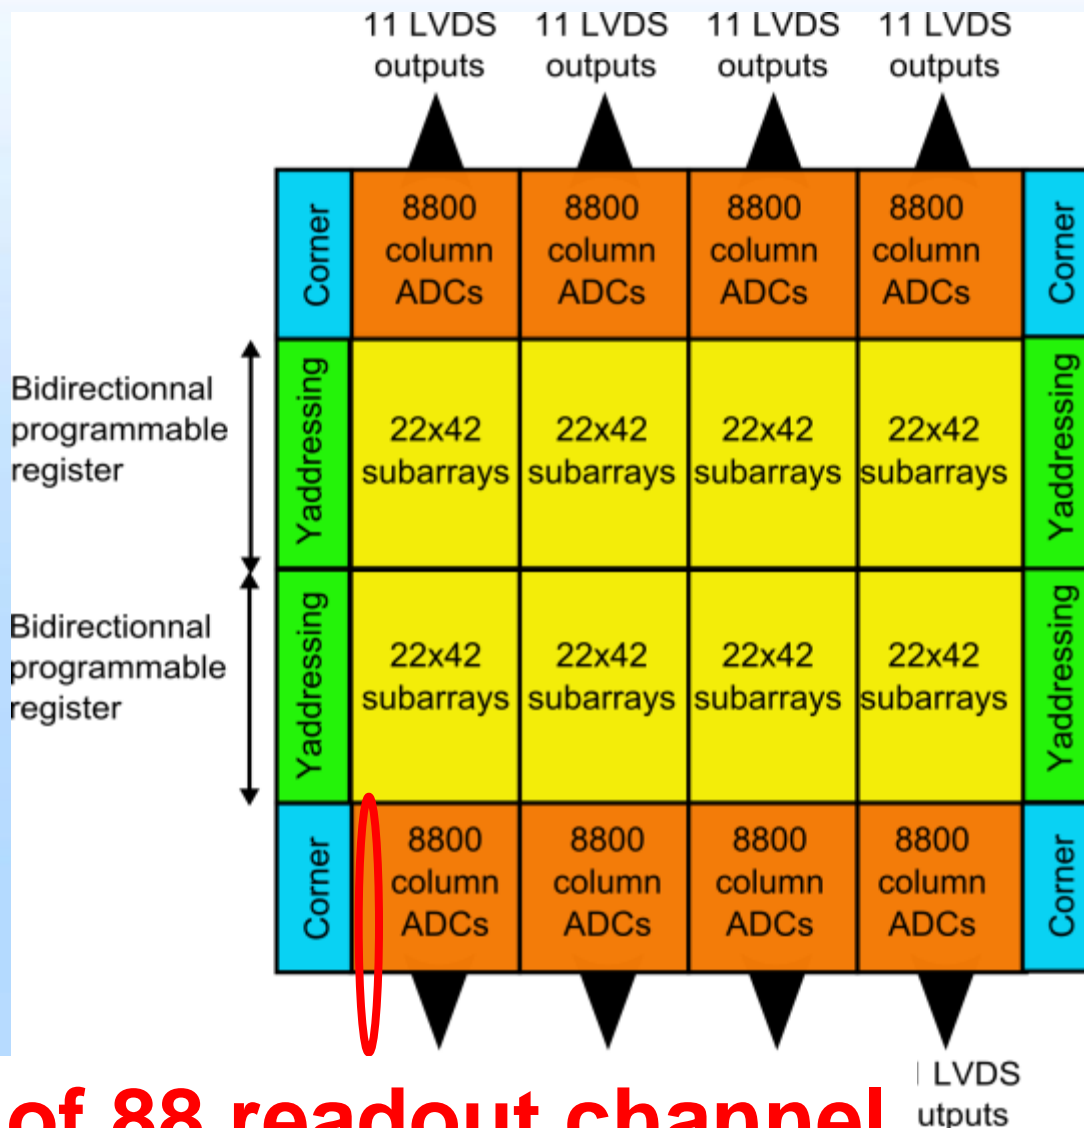 11 LVDS 11 LVDS 11 LVDS 11 LVDS
outputs outputs outputs outputs
Corner
8800 column ADCs
8800 column ADCs
8800 column ADCs
8800 column ADCs
Corner
Bidirectionnal
programmable
register
Yaddressing
22x42 subarrays
22x42 subarrays
22x42 subarrays
22x42 subarrays
Yaddressing
Bidirectionnal
programmable
register
Yaddressing
22x42 subarrays
22x42 subarrays
22x42 subarrays
22x42 subarrays
Yaddressing
Corner
8800 column ADCs
8800 column ADCs
8800 column ADCs
8800 column ADCs
Corner
LVDS
utputs
of 88 readout channel